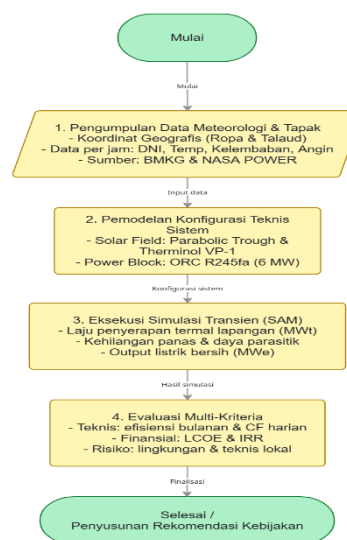 Mulai
Mulai
1. Pengumpulan Data Meteorologi & Tapak
- Koordinat Geografis (Ropa & Talaud)
- Data per jam: DNI, Temp, Kelembaban, Angin
- Sumber: BMKG & NASA POWER
Input data
2. Pemodelan Konfigurasi Teknis
Sistem
- Solar Field: Parabolic Trough &
Therminol VP-1
- Power Block: ORC R245fa (6 MW)
Konfigurasi sistem
3. Eksekusi Simulasi Transien (SAM)
- Laju penyerapan termal lapangan (MWt)
- Kehilangan panas & daya parasitik
- Output listrik bersih (MWe)
Hasil simulasi
4. Evaluasi Multi-Kriteria
- Teknis: efisiensi bulanan & CF harian
- Finansial: LCOE & IRR
- Risiko: lingkungan & teknis lokal
Finalisasi
Selesai /
Penyusunan Rekomendasi Kebijakan